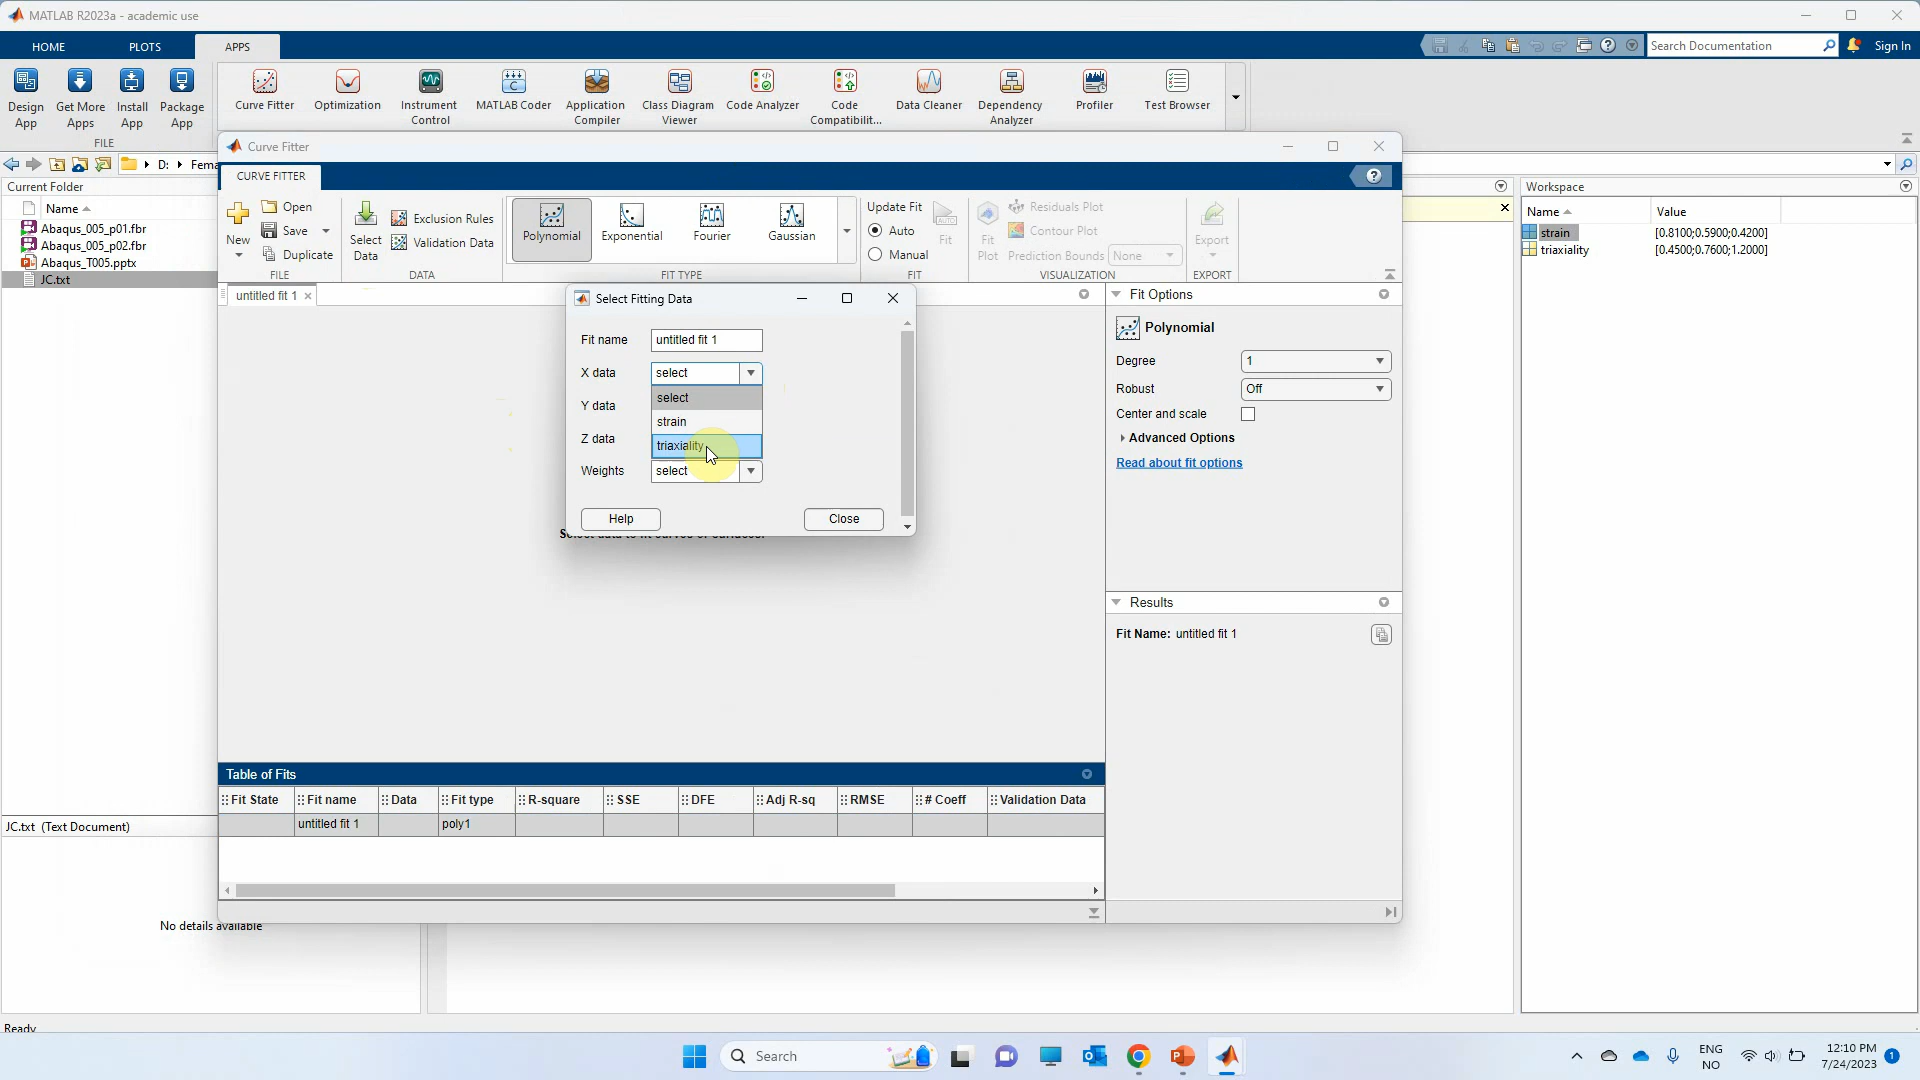 MATLAB R2023a - academic use
HOME PLOTS APPS
Search Documentation
Sign In
Design App
Get More Apps
Install App
Package App
FILE
Curve Fitter
Optimization
Instrument Control
MATLAB Coder
Application Compiler
Class Diagram Viewer
Code Analyzer
Code Compatibilit...
Data Cleaner
Dependency Analyzer
Profiler
Test Browser
D: Fema
Current Folder
Name
Abaqus_005_p01.fbr
Abaqus_005_p02.fbr
Abaqus_T005.pptx
JC.txt
JC.txt (Text Document)
No details available
Ready
Curve Fitter
CURVE FITTER
New
Open
Save
Duplicate
FILE
Select Data
Exclusion Rules
Validation Data
DATA
Polynomial
Exponential
Fourier
Gaussian
FIT TYPE
Update Fit
Auto
Manual
AUTO
Fit
FIT
Fit Plot
Residuals Plot
Contour Plot
Prediction Bounds None
VISUALIZATION
Export
EXPORT
untitled fit 1
Select Fitting Data
Fit name untitled fit 1
X data select
select
Y data
strain
Z data
triaxiality
Weights select
Help Close
Fit Options
Polynomial
Degree 1
Robust Off
Center and scale
Advanced Options
Read about fit options
Results
Fit Name: untitled fit 1
Table of Fits
Fit State Fit name Data Fit type R-square SSE DFE Adj R-sq RMSE # Coeff Validation Data
untitled fit 1 poly1
Workspace
Name Value
strain [0.8100;0.5900;0.4200]
triaxiality [0.4500;0.7600;1.2000]
Search
ENG
NO
12:10 PM
7/24/2023
1